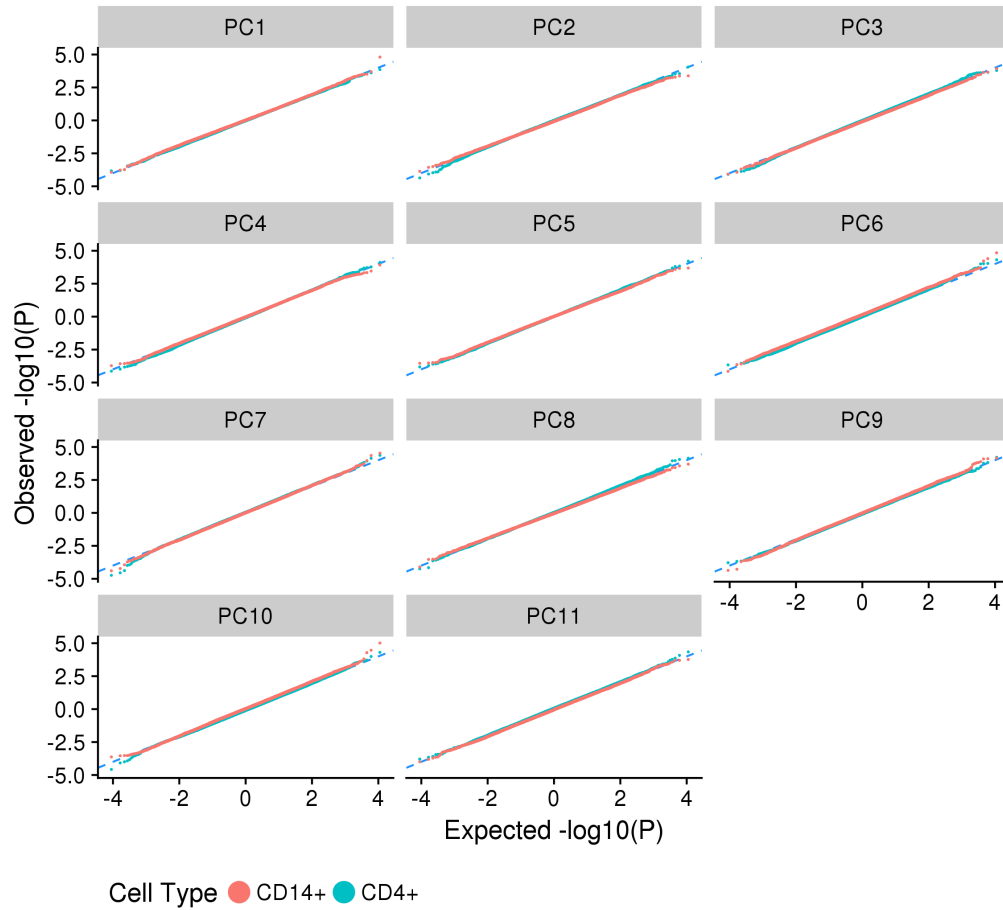 PC1 PC2 PC3
5.0
2.5
0.0
-2.5
-5.0
PC4 PC5 PC6
5.0
2.5
0.0
-2.5
-5.0
Observed -log10(P)
PC7 PC8 PC9
5.0
2.5
0.0
-2.5
-5.0
-4 -2 0 2 4
PC10 PC11
5.0
2.5
0.0
-2.5
-5.0
-4 -2 0 2 4 -4 -2 0 2 4
Expected -log10(P)
Cell Type CD14+ CD4+